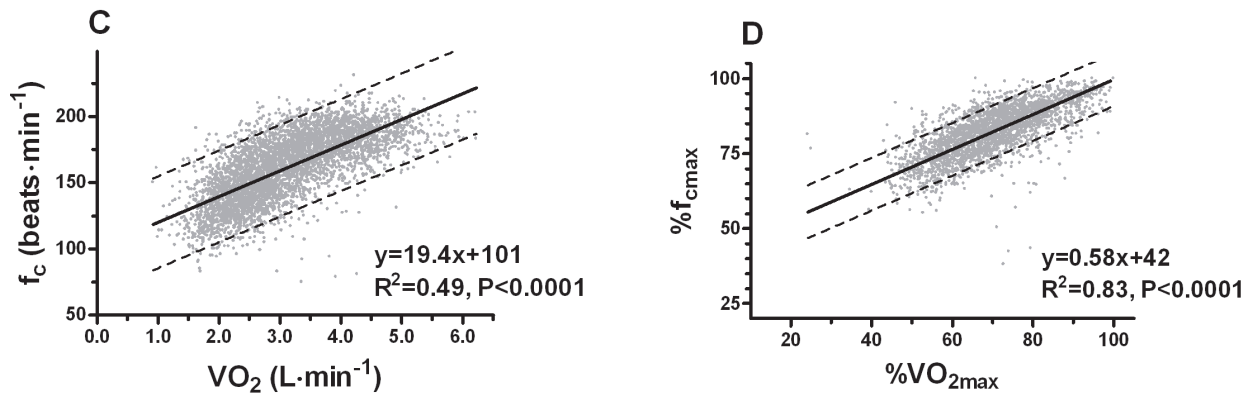 C
f_c (beats·min⁻¹)
200
150
100
50
0.0 1.0 2.0 3.0 4.0 5.0 6.0
VO₂ (L·min⁻¹)
y=19.4x+101
R²=0.49, P<0.0001
D
%f_cmax
100
75
50
25
20 40 60 80 100
%VO₂max
y=0.58x+42
R²=0.83, P<0.0001